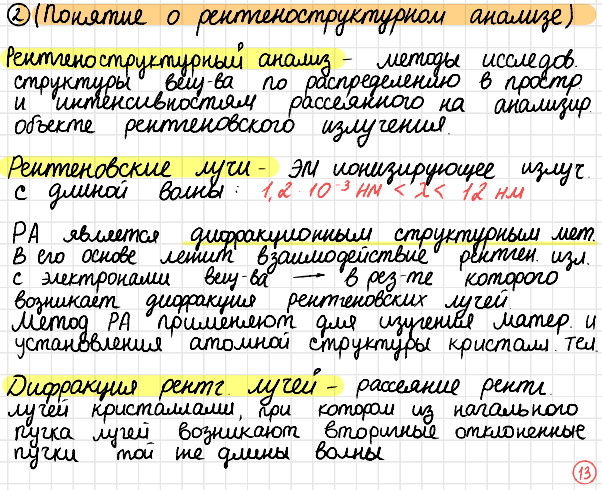 ② (Понятие о рентгеноструктурном анализе)
Рентгеноструктурный анализ - методы исследов.
структуры вещ-ва по распределению в простр.
и интенсивностям рассеянного на анализир.
объекте рентгеновского излучения.
Рентгеновские лучи - ЭМ ионизирующее излуч.
с длиной волны: 1,2 · 10⁻³ нм < λ < 12 нм
РА является дифракционным структурным мет.
В его основе лежит взаимодействие рентген. изл.
с электронами вещ-ва → в рез-те которого
возникает дифракция рентгеновских лучей.
Метод РА применяют для изучения матер. и
установления атомной структуры кристал. тел.
Дифракция рентг. лучей - рассеяние рентг.
лучей кристаллами, при котором из начального
пучка лучей возникают вторичные отклоненные
пучки той же длины волны
13